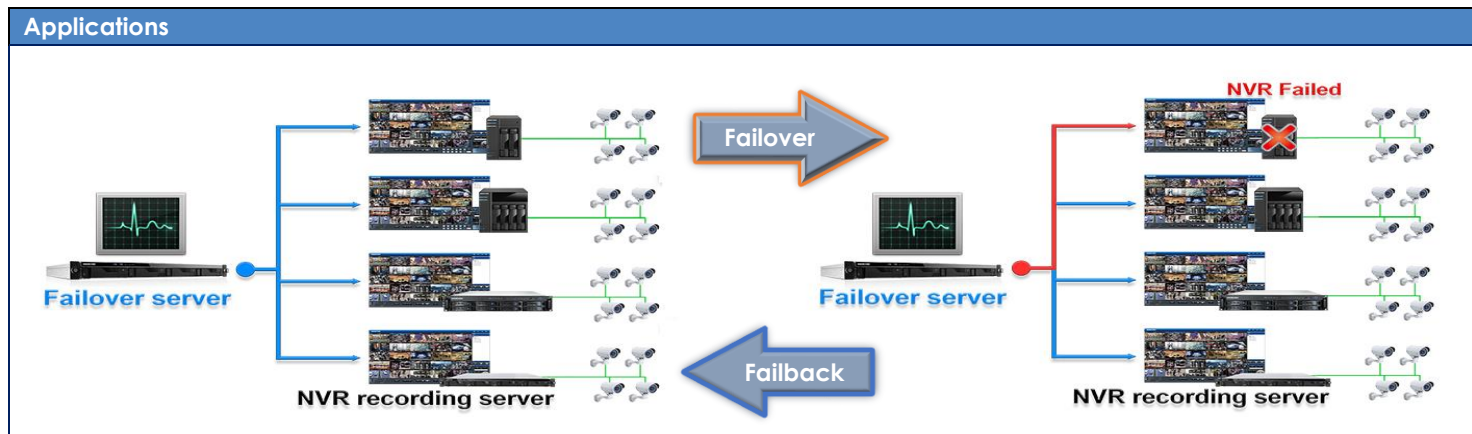 Applications
NVR Failed
Failover
Failover server
Failover server
Failback
NVR recording server
NVR recording server